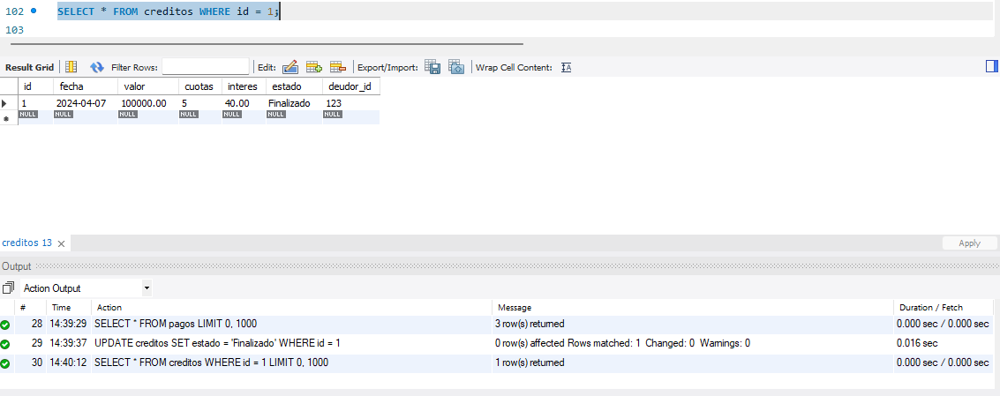 102 SELECT * FROM creditos WHERE id = 1;
103
Result Grid Filter Rows: Edit: Export/Import: Wrap Cell Content:
id fecha valor cuotas interes estado deudor_id
1 2024-04-07 100000.00 5 40.00 Finalizado 123
NULL NULL NULL NULL NULL NULL NULL
creditos 13 Apply
Output
Action Output
# Time Action Message Duration / Fetch
28 14:39:29 SELECT * FROM pagos LIMIT 0, 1000 3 row(s) returned 0.000 sec / 0.000 sec
29 14:39:37 UPDATE creditos SET estado = 'Finalizado' WHERE id = 1 0 row(s) affected Rows matched: 1 Changed: 0 Warnings: 0 0.016 sec
30 14:40:12 SELECT * FROM creditos WHERE id = 1 LIMIT 0, 1000 1 row(s) returned 0.000 sec / 0.000 sec